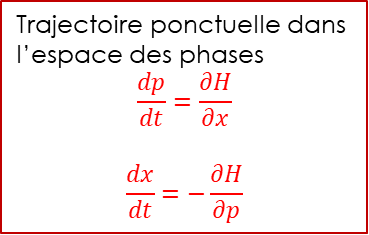 Trajectoire ponctuelle dans
l'espace des phases
dp/dt = ∂H/∂x
dx/dt = −∂H/∂p